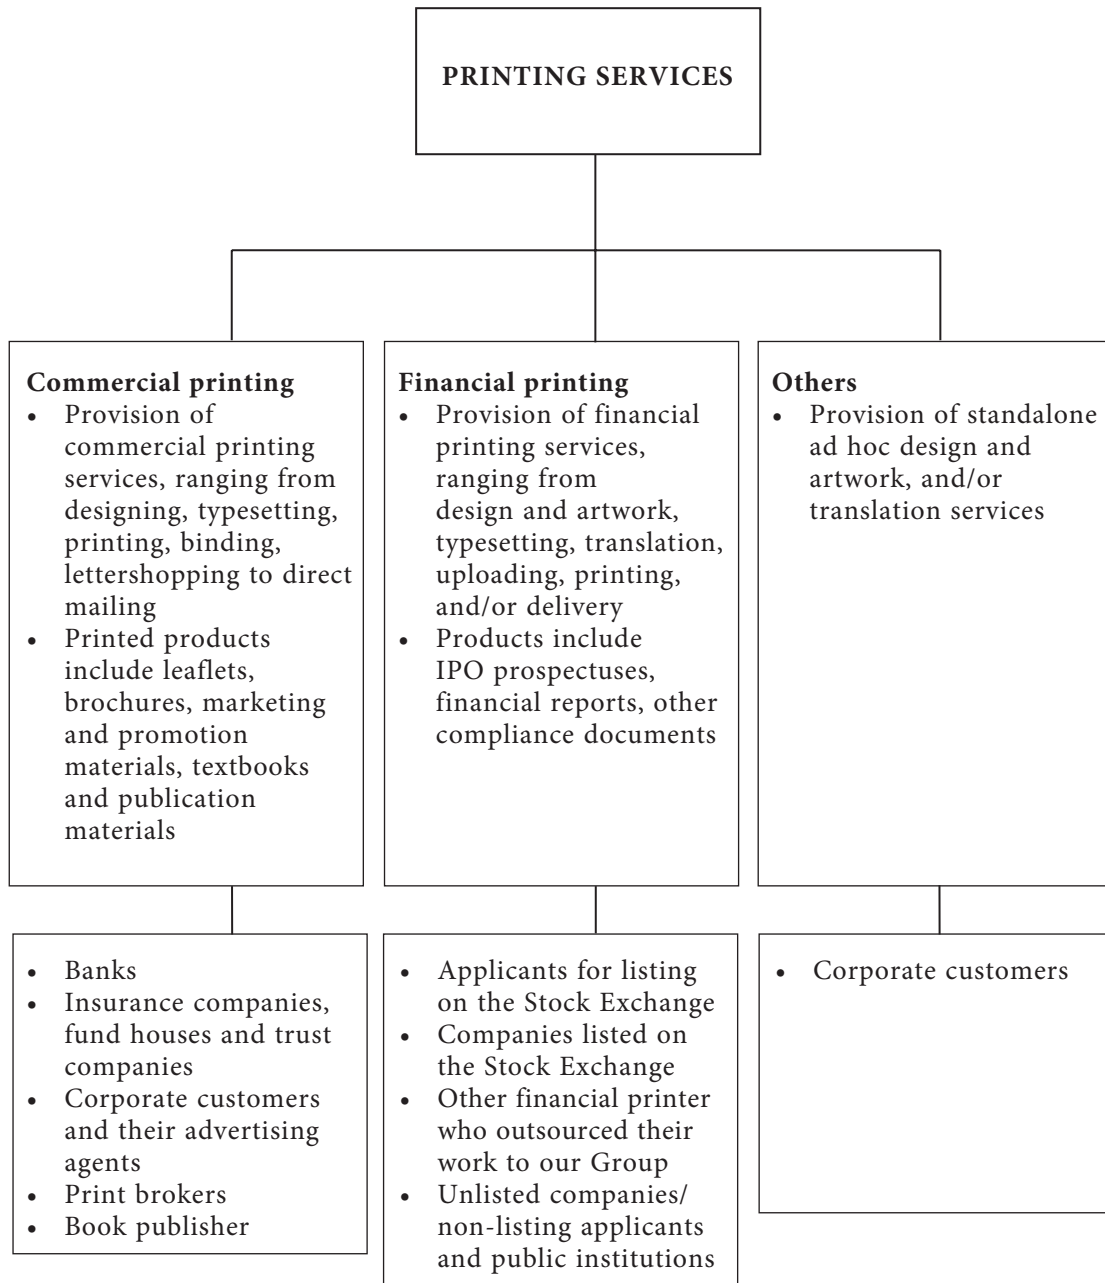 PRINTING SERVICES
Commercial printing
• Provision of
commercial printing
services, ranging from
designing, typesetting,
printing, binding,
lettershopping to direct
mailing
• Printed products
include leaflets,
brochures, marketing
and promotion
materials, textbooks
and publication
materials
Financial printing
• Provision of financial
printing services,
ranging from
design and artwork,
typesetting, translation,
uploading, printing,
and/or delivery
• Products include
IPO prospectuses,
financial reports, other
compliance documents
Others
• Provision of standalone
ad hoc design and
artwork, and/or
translation services
• Banks
• Insurance companies,
fund houses and trust
companies
• Corporate customers
and their advertising
agents
• Print brokers
• Book publisher
• Applicants for listing
on the Stock Exchange
• Companies listed on
the Stock Exchange
• Other financial printer
who outsourced their
work to our Group
• Unlisted companies/
non-listing applicants
and public institutions
• Corporate customers